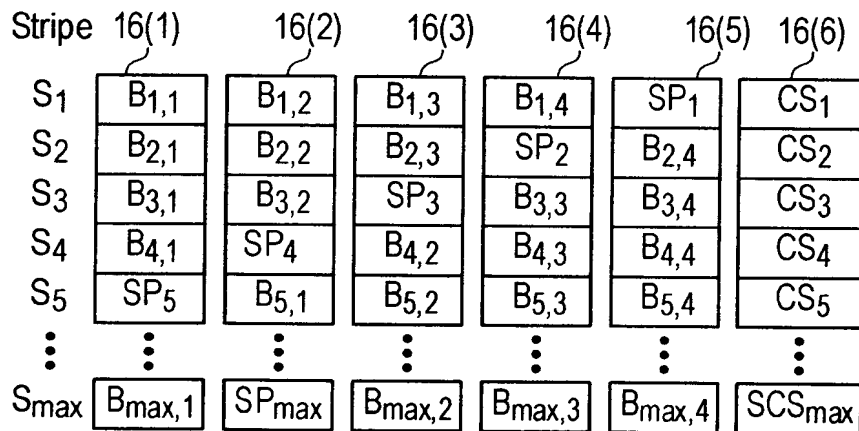 Stripe 16(1) 16(2) 16(3) 16(4) 16(5) 16(6)
S1 B1,1 B1,2 B1,3 B1,4 SP1 CS1
S2 B2,1 B2,2 B2,3 SP2 B2,4 CS2
S3 B3,1 B3,2 SP3 B3,3 B3,4 CS3
S4 B4,1 SP4 B4,2 B4,3 B4,4 CS4
S5 SP5 B5,1 B5,2 B5,3 B5,4 CS5
Smax Bmax,1 SPmax Bmax,2 Bmax,3 Bmax,4 SCSmax